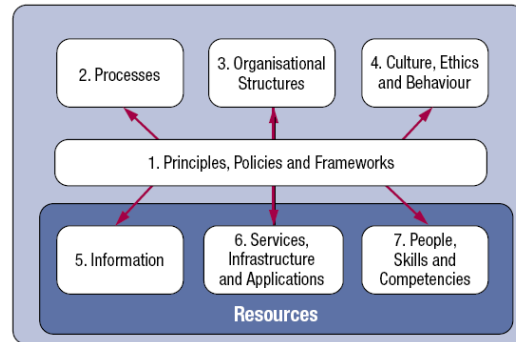 2. Processes
3. Organisational
Structures
4. Culture, Ethics
and Behaviour
1. Principles, Policies and Frameworks
5. Information
6. Services,
Infrastructure
and Applications
7. People,
Skills and
Competencies
Resources